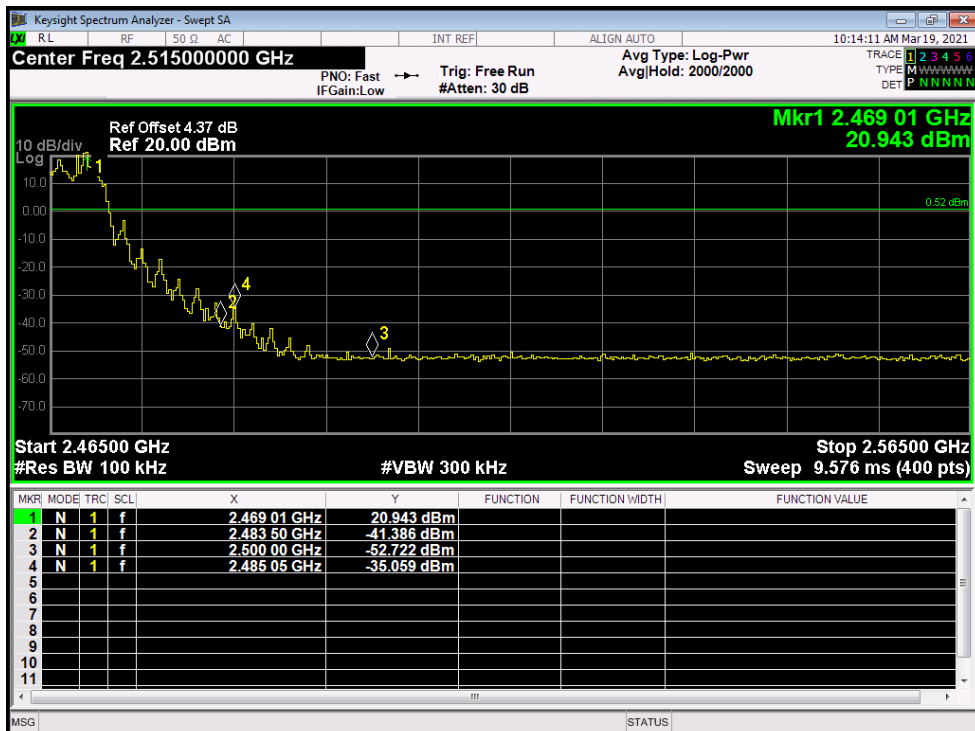 Keysight Spectrum Analyzer - Swept SA
LXI RL RF 50 Ω AC INT REF ALIGN AUTO 10:14:11 AM Mar 19, 2021
Center Freq 2.515000000 GHz
PNO: Fast
IFGain:Low
Trig: Free Run
#Atten: 30 dB
Avg Type: Log-Pwr
Avg|Hold: 2000/2000
TRACE 1 2 3 4 5 6
TYPE M W W W W W
DET P N N N N N
Mkr1 2.469 01 GHz
20.943 dBm
Ref Offset 4.37 dB
10 dB/div Ref 20.00 dBm
Log
1
10.0
0.00
0.52 dBm
-10.0
-20.0
-30.0
4
2
-40.0
3
-50.0
-60.0
-70.0
Start 2.46500 GHz Stop 2.56500 GHz
#Res BW 100 kHz #VBW 300 kHz Sweep 9.576 ms (400 pts)
MKR MODE TRC SCL X Y FUNCTION FUNCTION WIDTH FUNCTION VALUE
1 N 1 f 2.469 01 GHz 20.943 dBm
2 N 1 f 2.483 50 GHz -41.386 dBm
3 N 1 f 2.500 00 GHz -52.722 dBm
4 N 1 f 2.485 05 GHz -35.059 dBm
5
6
7
8
9
10
11
MSG STATUS